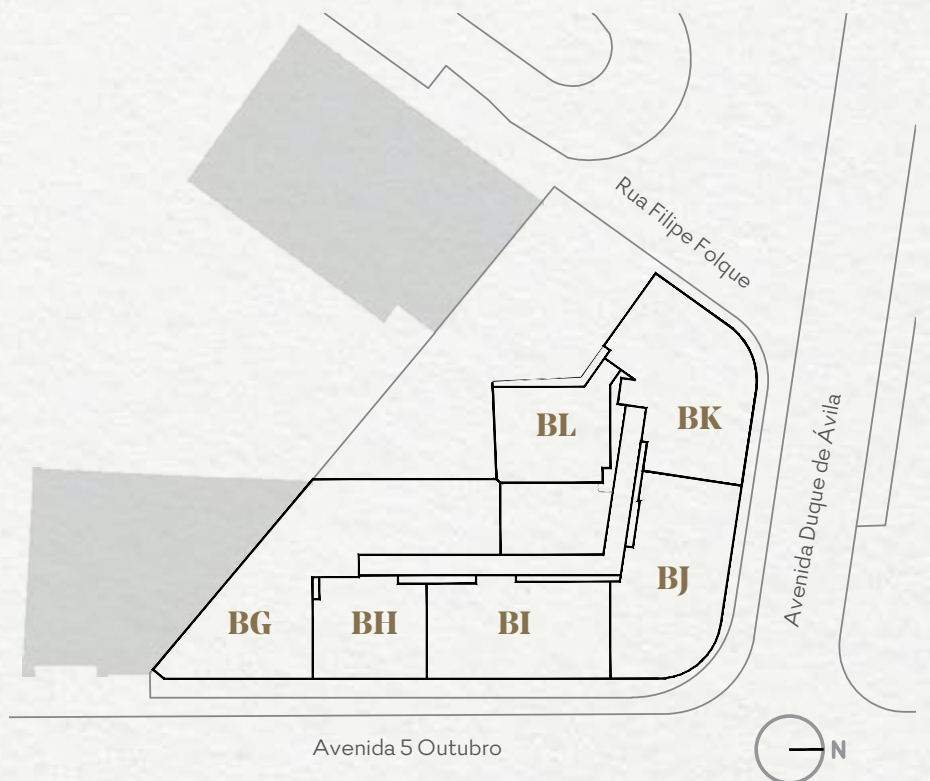 Rua Filipe Folque
BL
BK
Avenida Duque de Ávila
BJ
BG
BH
BI
Avenida 5 Outubro
N